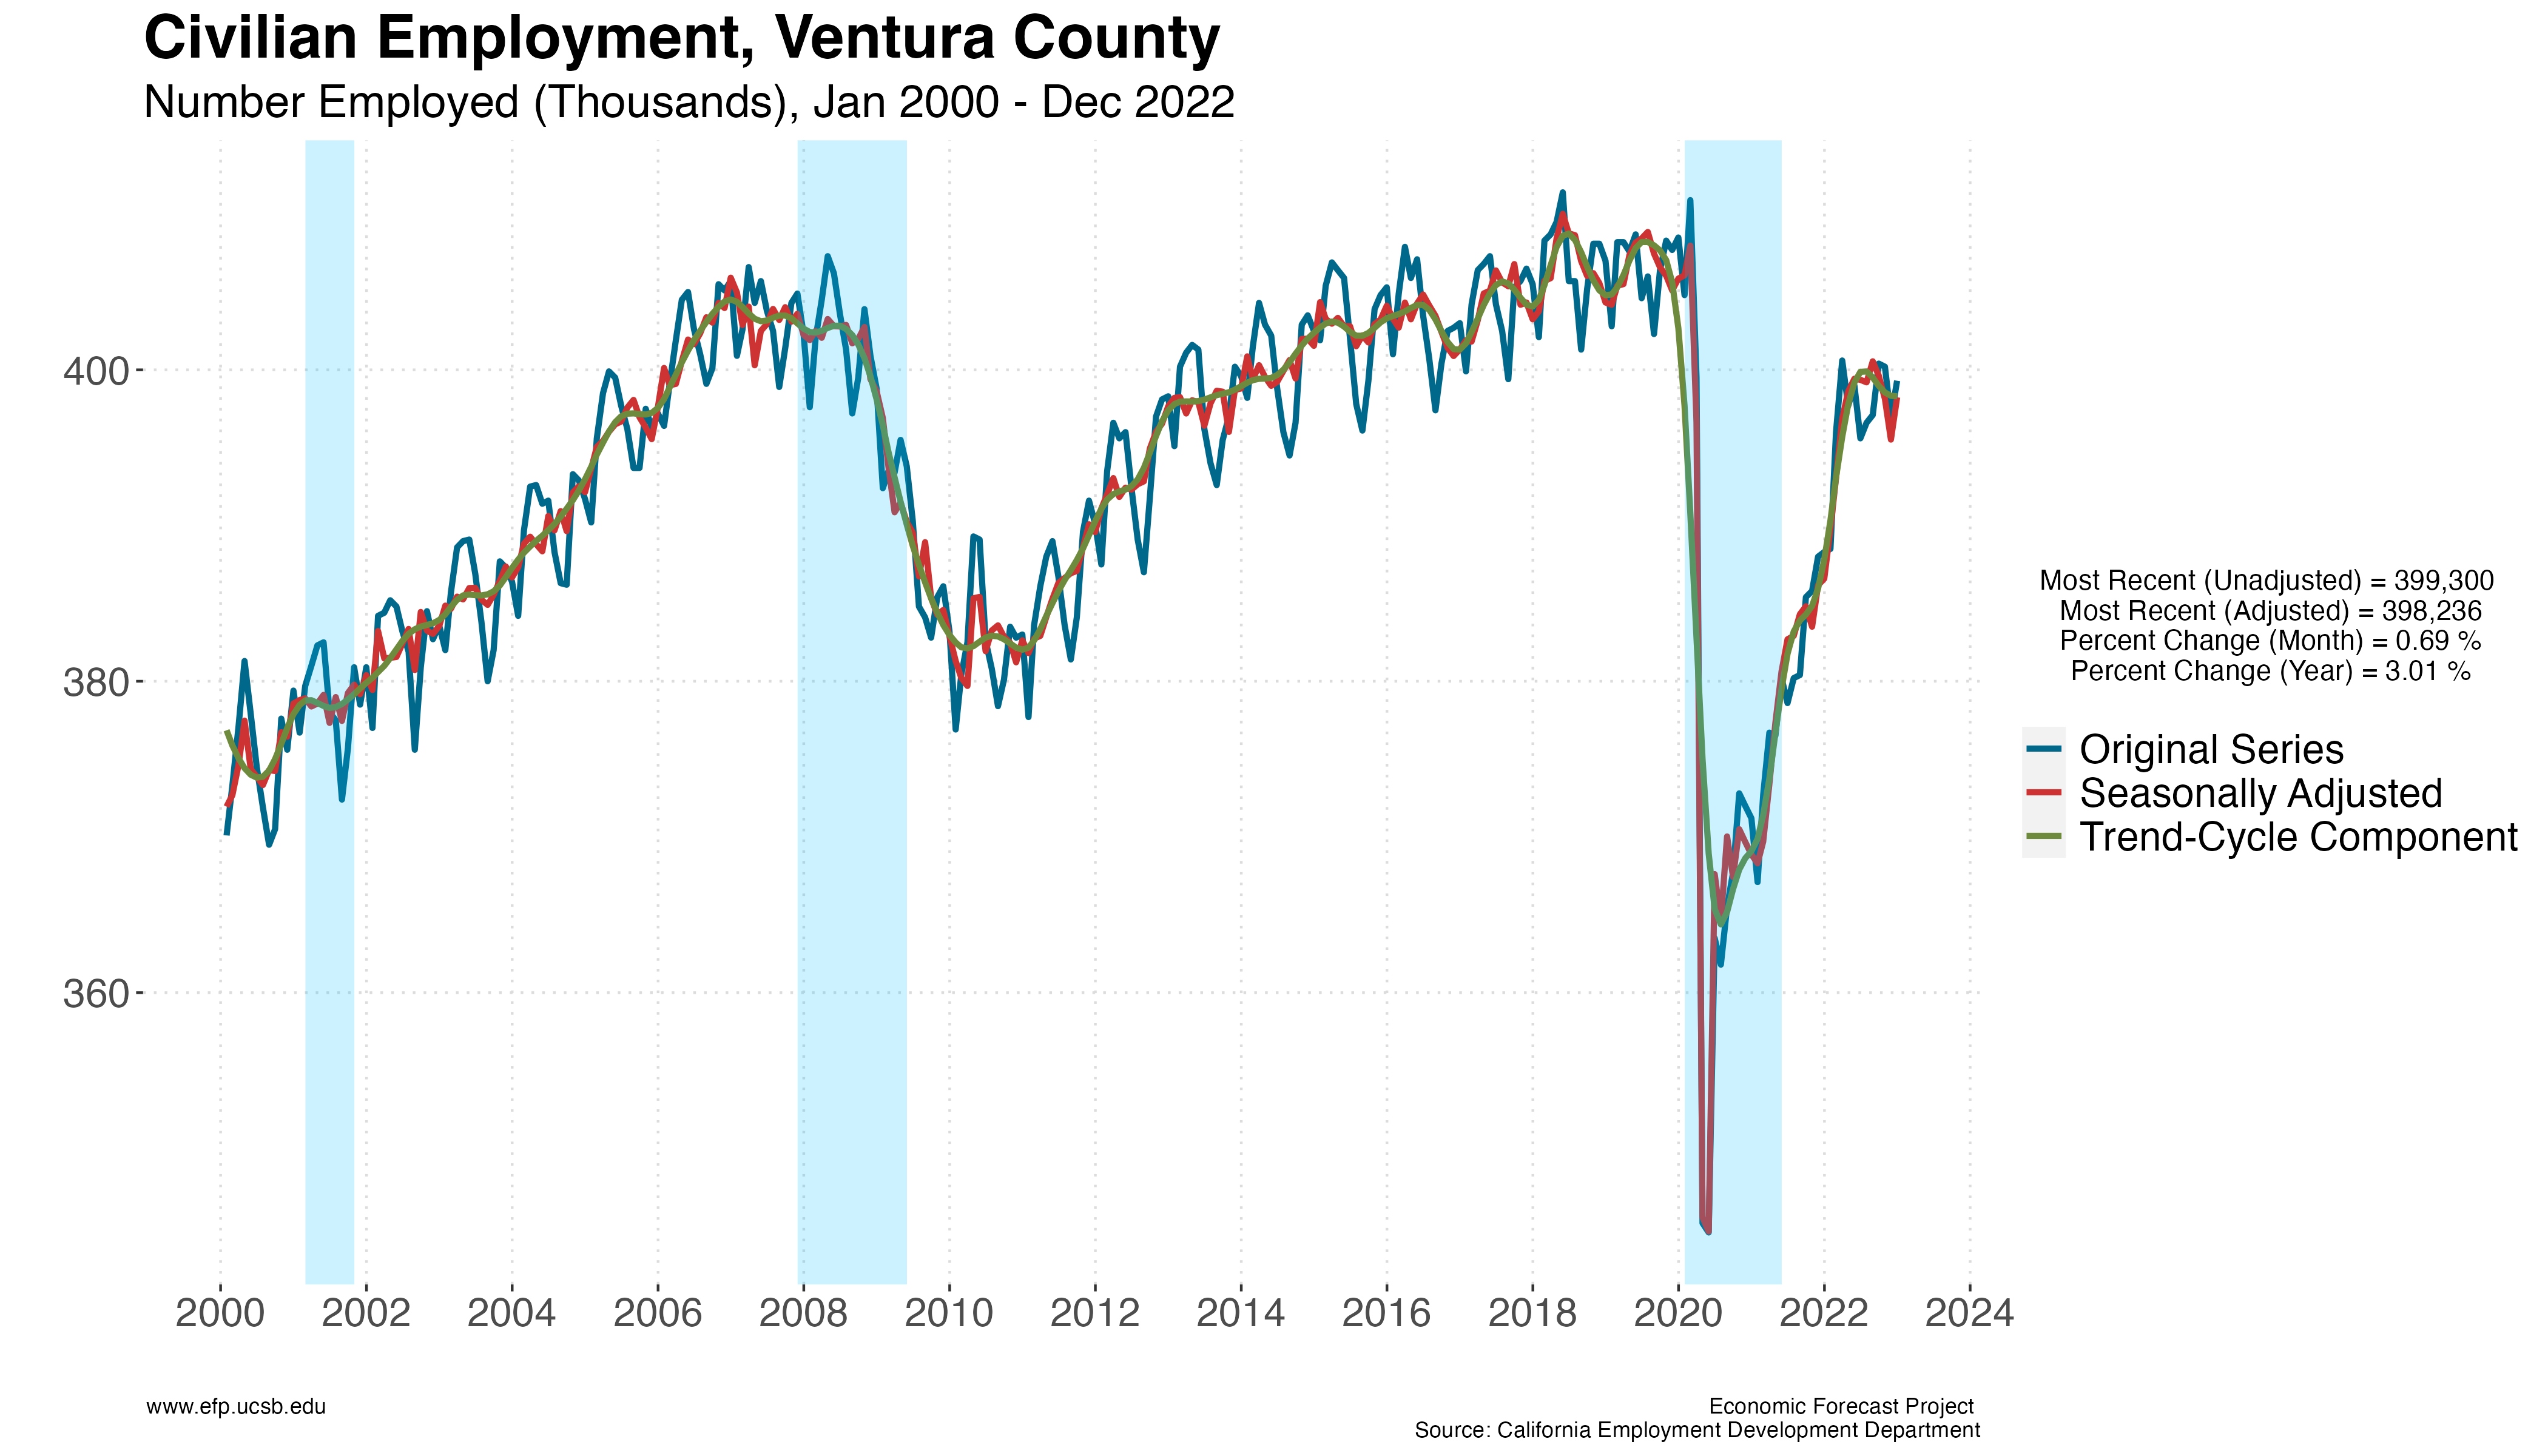 Civilian Employment, Ventura County
Number Employed (Thousands), Jan 2000 - Dec 2022
400
380
360
2000 2002 2004 2006 2008 2010 2012 2014 2016 2018 2020 2022 2024
Most Recent (Unadjusted) = 399,300
Most Recent (Adjusted) = 398,236
Percent Change (Month) = 0.69 %
Percent Change (Year) = 3.01 %
Original Series
Seasonally Adjusted
Trend-Cycle Component
www.efp.ucsb.edu
Economic Forecast Project
Source: California Employment Development Department